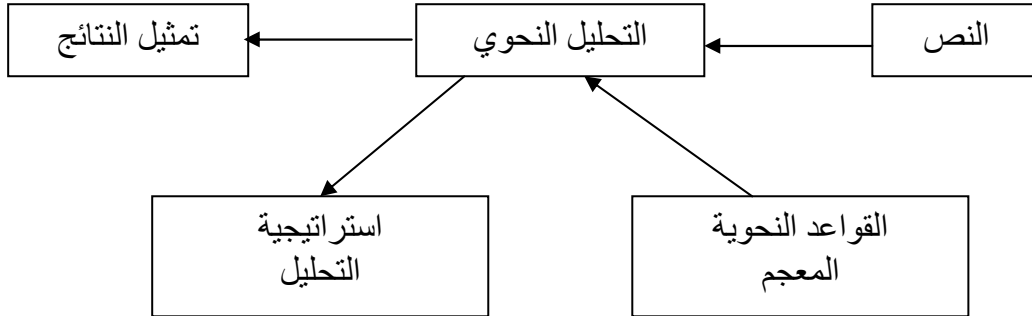 النص
التحليل النحوي
تمثيل النتائج
القواعد النحوية
المعجم
استراتيجية
التحليل